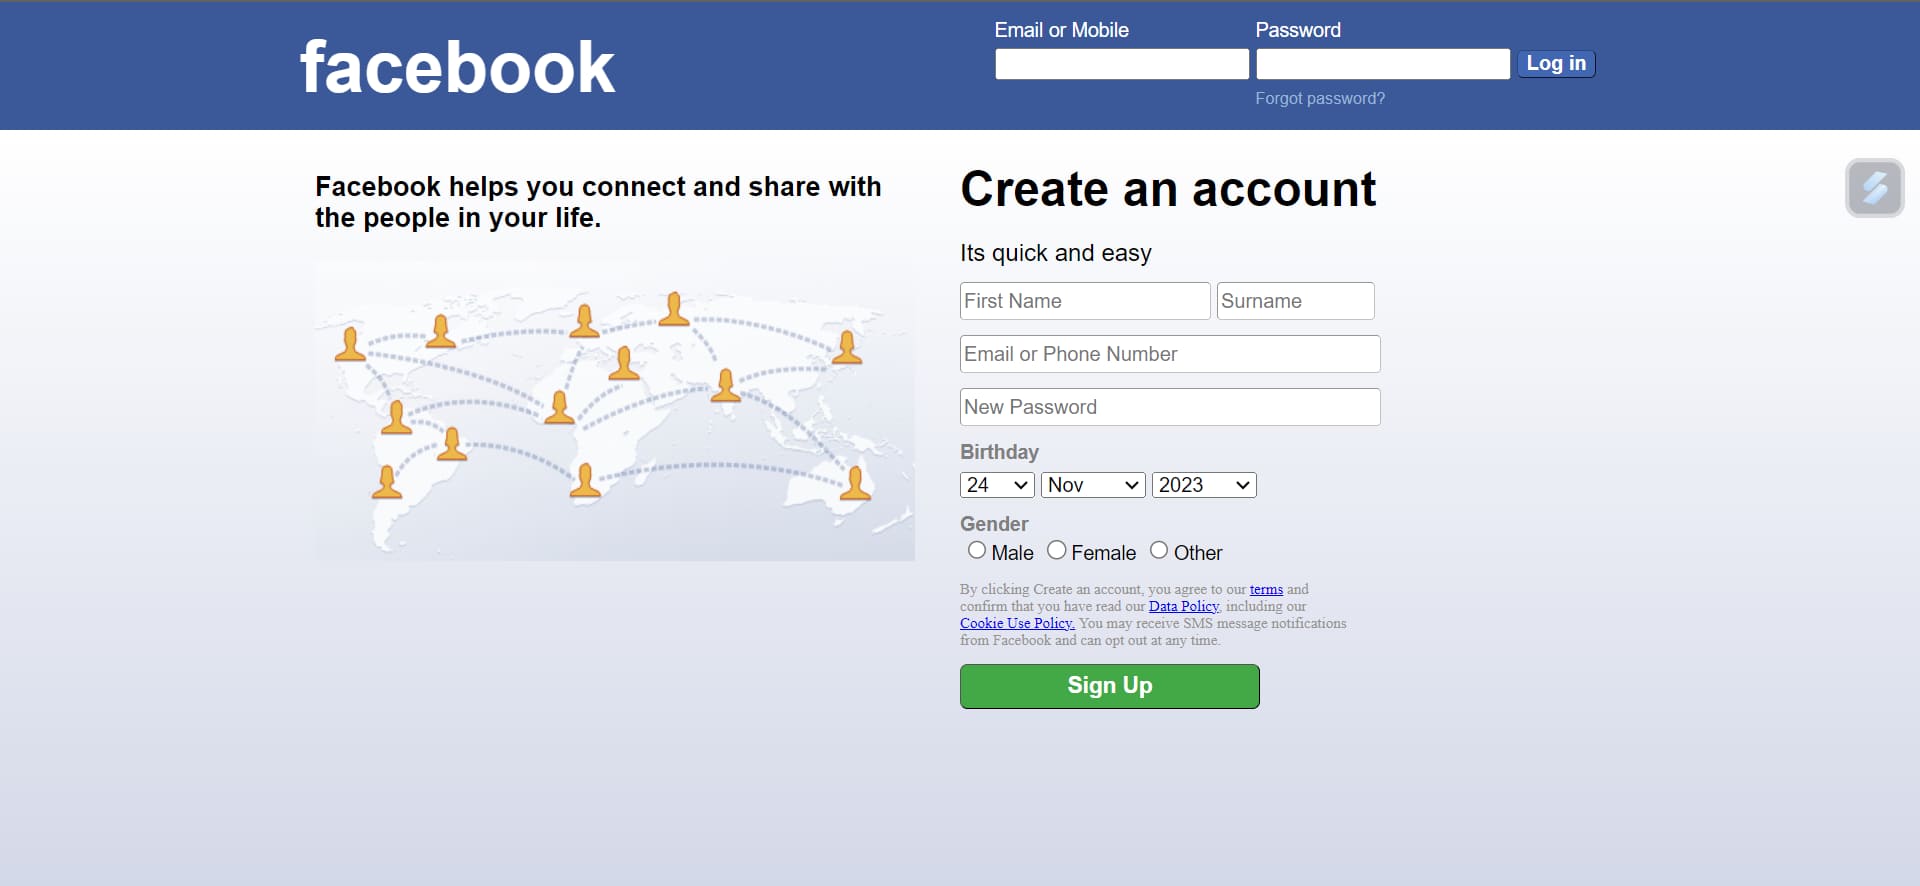 facebook
Email or Mobile
Password
Log in
Forgot password?
Facebook helps you connect and share with
the people in your life.
Create an account
Its quick and easy
First Name
Surname
Email or Phone Number
New Password
Birthday
24
Nov
2023
Gender
Male
Female
Other
By clicking Create an account, you agree to our terms and
confirm that you have read our Data Policy, including our
Cookie Use Policy. You may receive SMS message notifications
from Facebook and can opt out at any time.
Sign Up